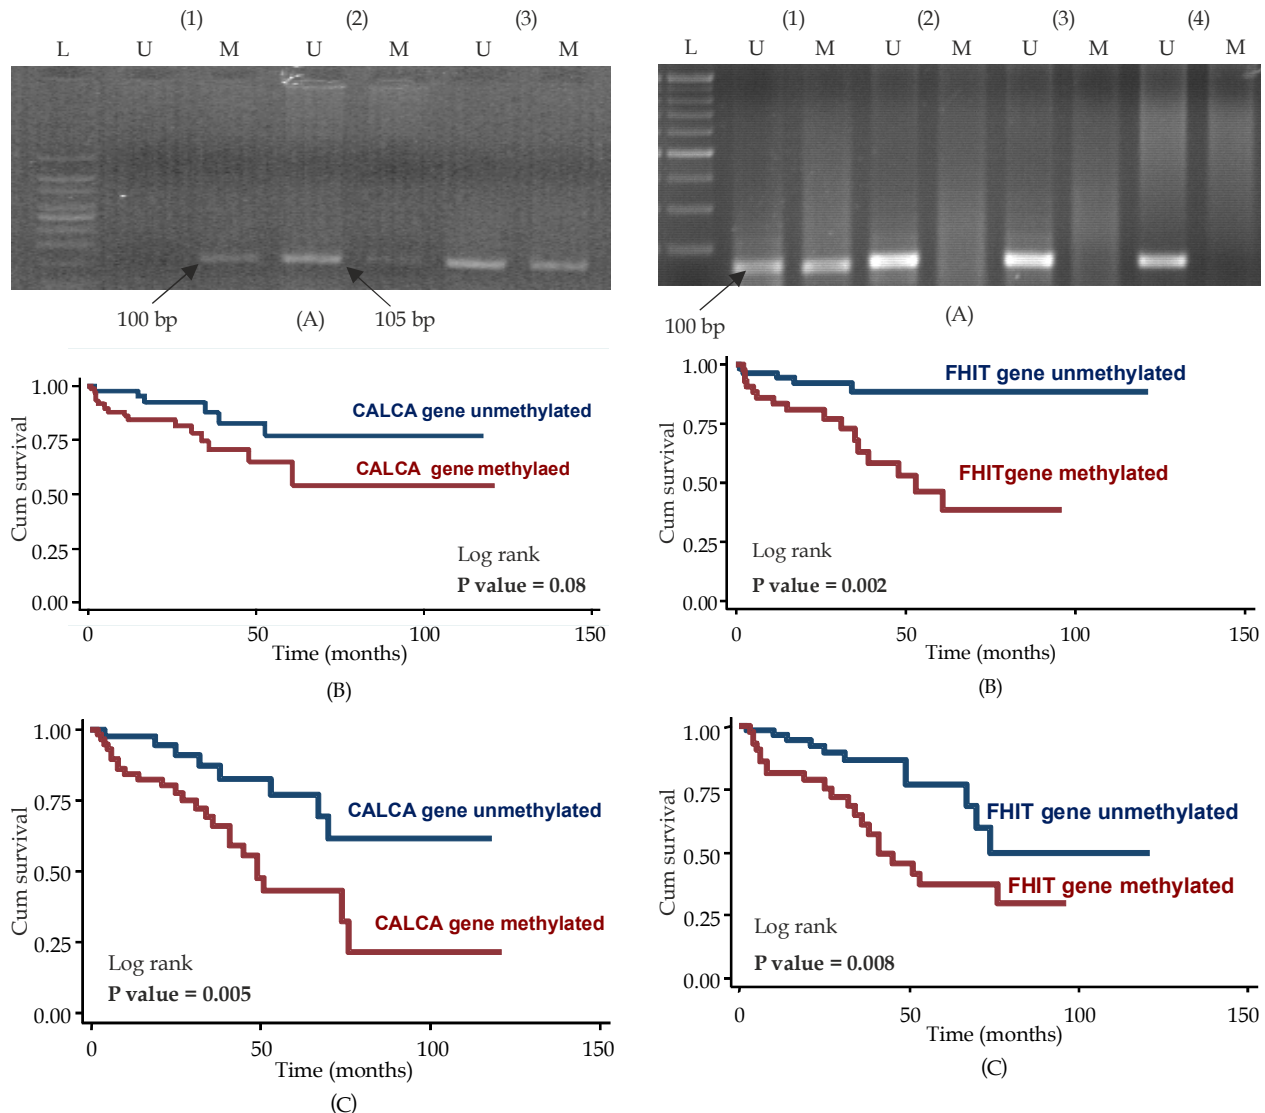 (1) (2) (3)
L U M U M U M
100 bp (A) 105 bp
1.00
0.75
0.50
0.25
0.00
Cum survival
CALCA gene unmethylated
CALCA gene methylaed
Log rank
P value = 0.08
0 50 100 150
Time (months)
(B)
1.00
0.75
0.50
0.25
0.00
Cum survival
CALCA gene unmethylated
CALCA gene methylated
Log rank
P value = 0.005
0 50 100 150
Time (months)
(C)
(1) (2) (3) (4)
L U M U M U M U M
100 bp
(A)
1.00
0.75
0.50
0.25
0.00
Cum survival
FHIT gene unmethylated
FHITgene methylated
Log rank
P value = 0.002
0 50 100 150
Time (months)
(B)
1.00
0.75
0.50
0.25
0.00
Cum survival
FHIT gene unmethylated
FHIT gene methylated
Log rank
P value = 0.008
0 50 100 150
Time (months)
(C)